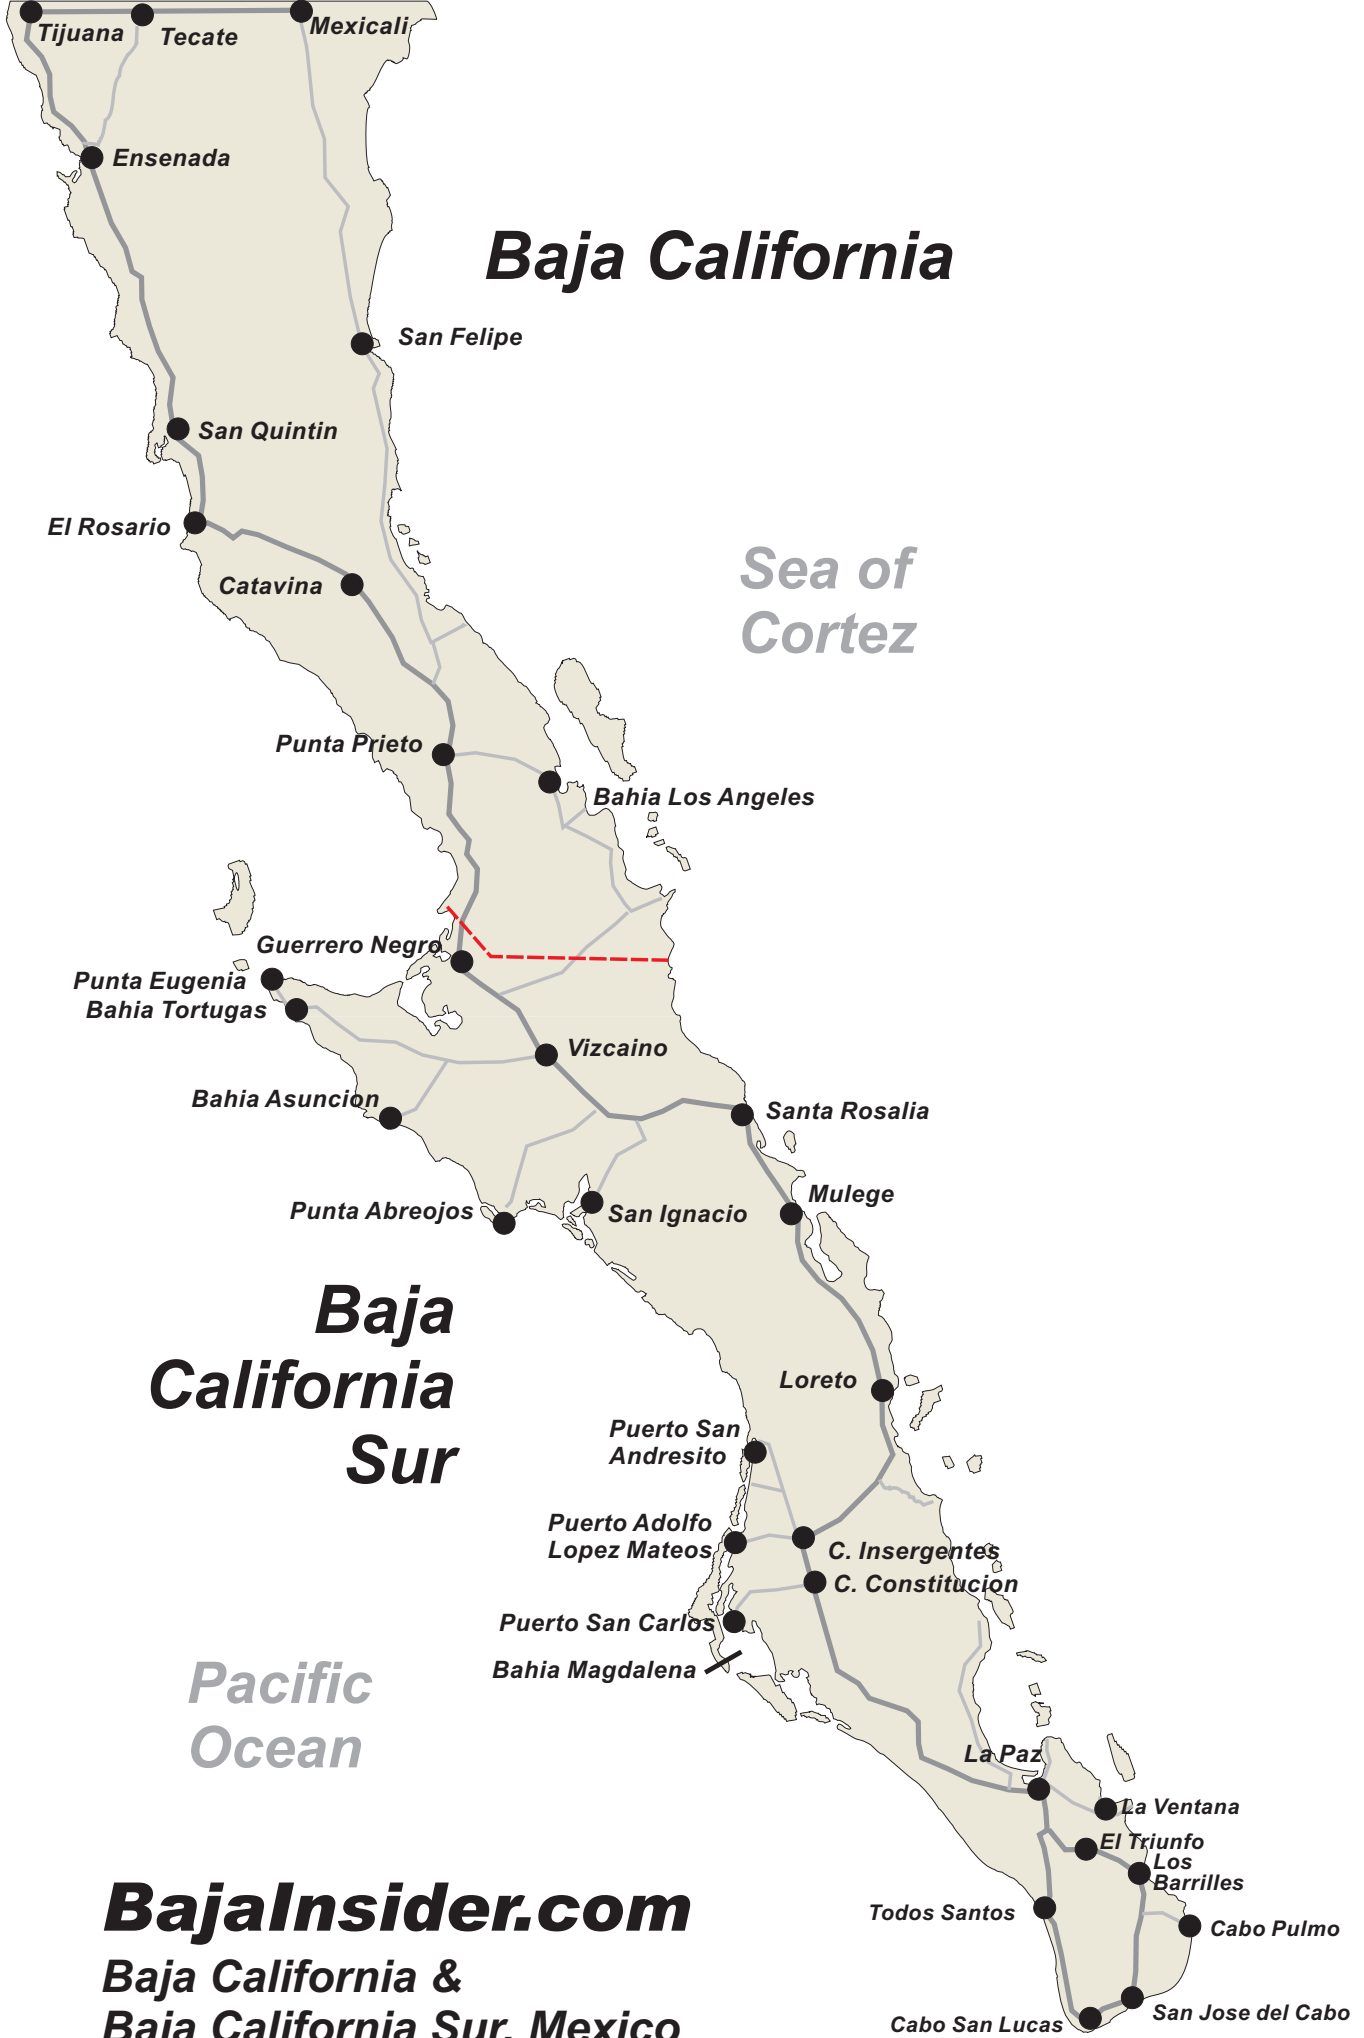 Tijuana
Tecate
Mexicali
Ensenada
Baja California
San Felipe
San Quintin
El Rosario
Sea of
Cortez
Catavina
Punta Prieto
Bahia Los Angeles
Guerrero Negro
Punta Eugenia
Bahia Tortugas
Vizcaino
Bahia Asuncion
Santa Rosalia
Mulege
Punta Abreojos
San Ignacio
Baja
California
Sur
Loreto
Puerto San
Andresito
Puerto Adolfo
Lopez Mateos
C. Insergentes
C. Constitucion
Puerto San Carlos
Bahia Magdalena
Pacific
Ocean
La Paz
La Ventana
El Triunfo
Los
Barrilles
Todos Santos
Cabo Pulmo
San Jose del Cabo
Cabo San Lucas
BajaInsider.com
Baja California &
Baja California Sur, Mexico